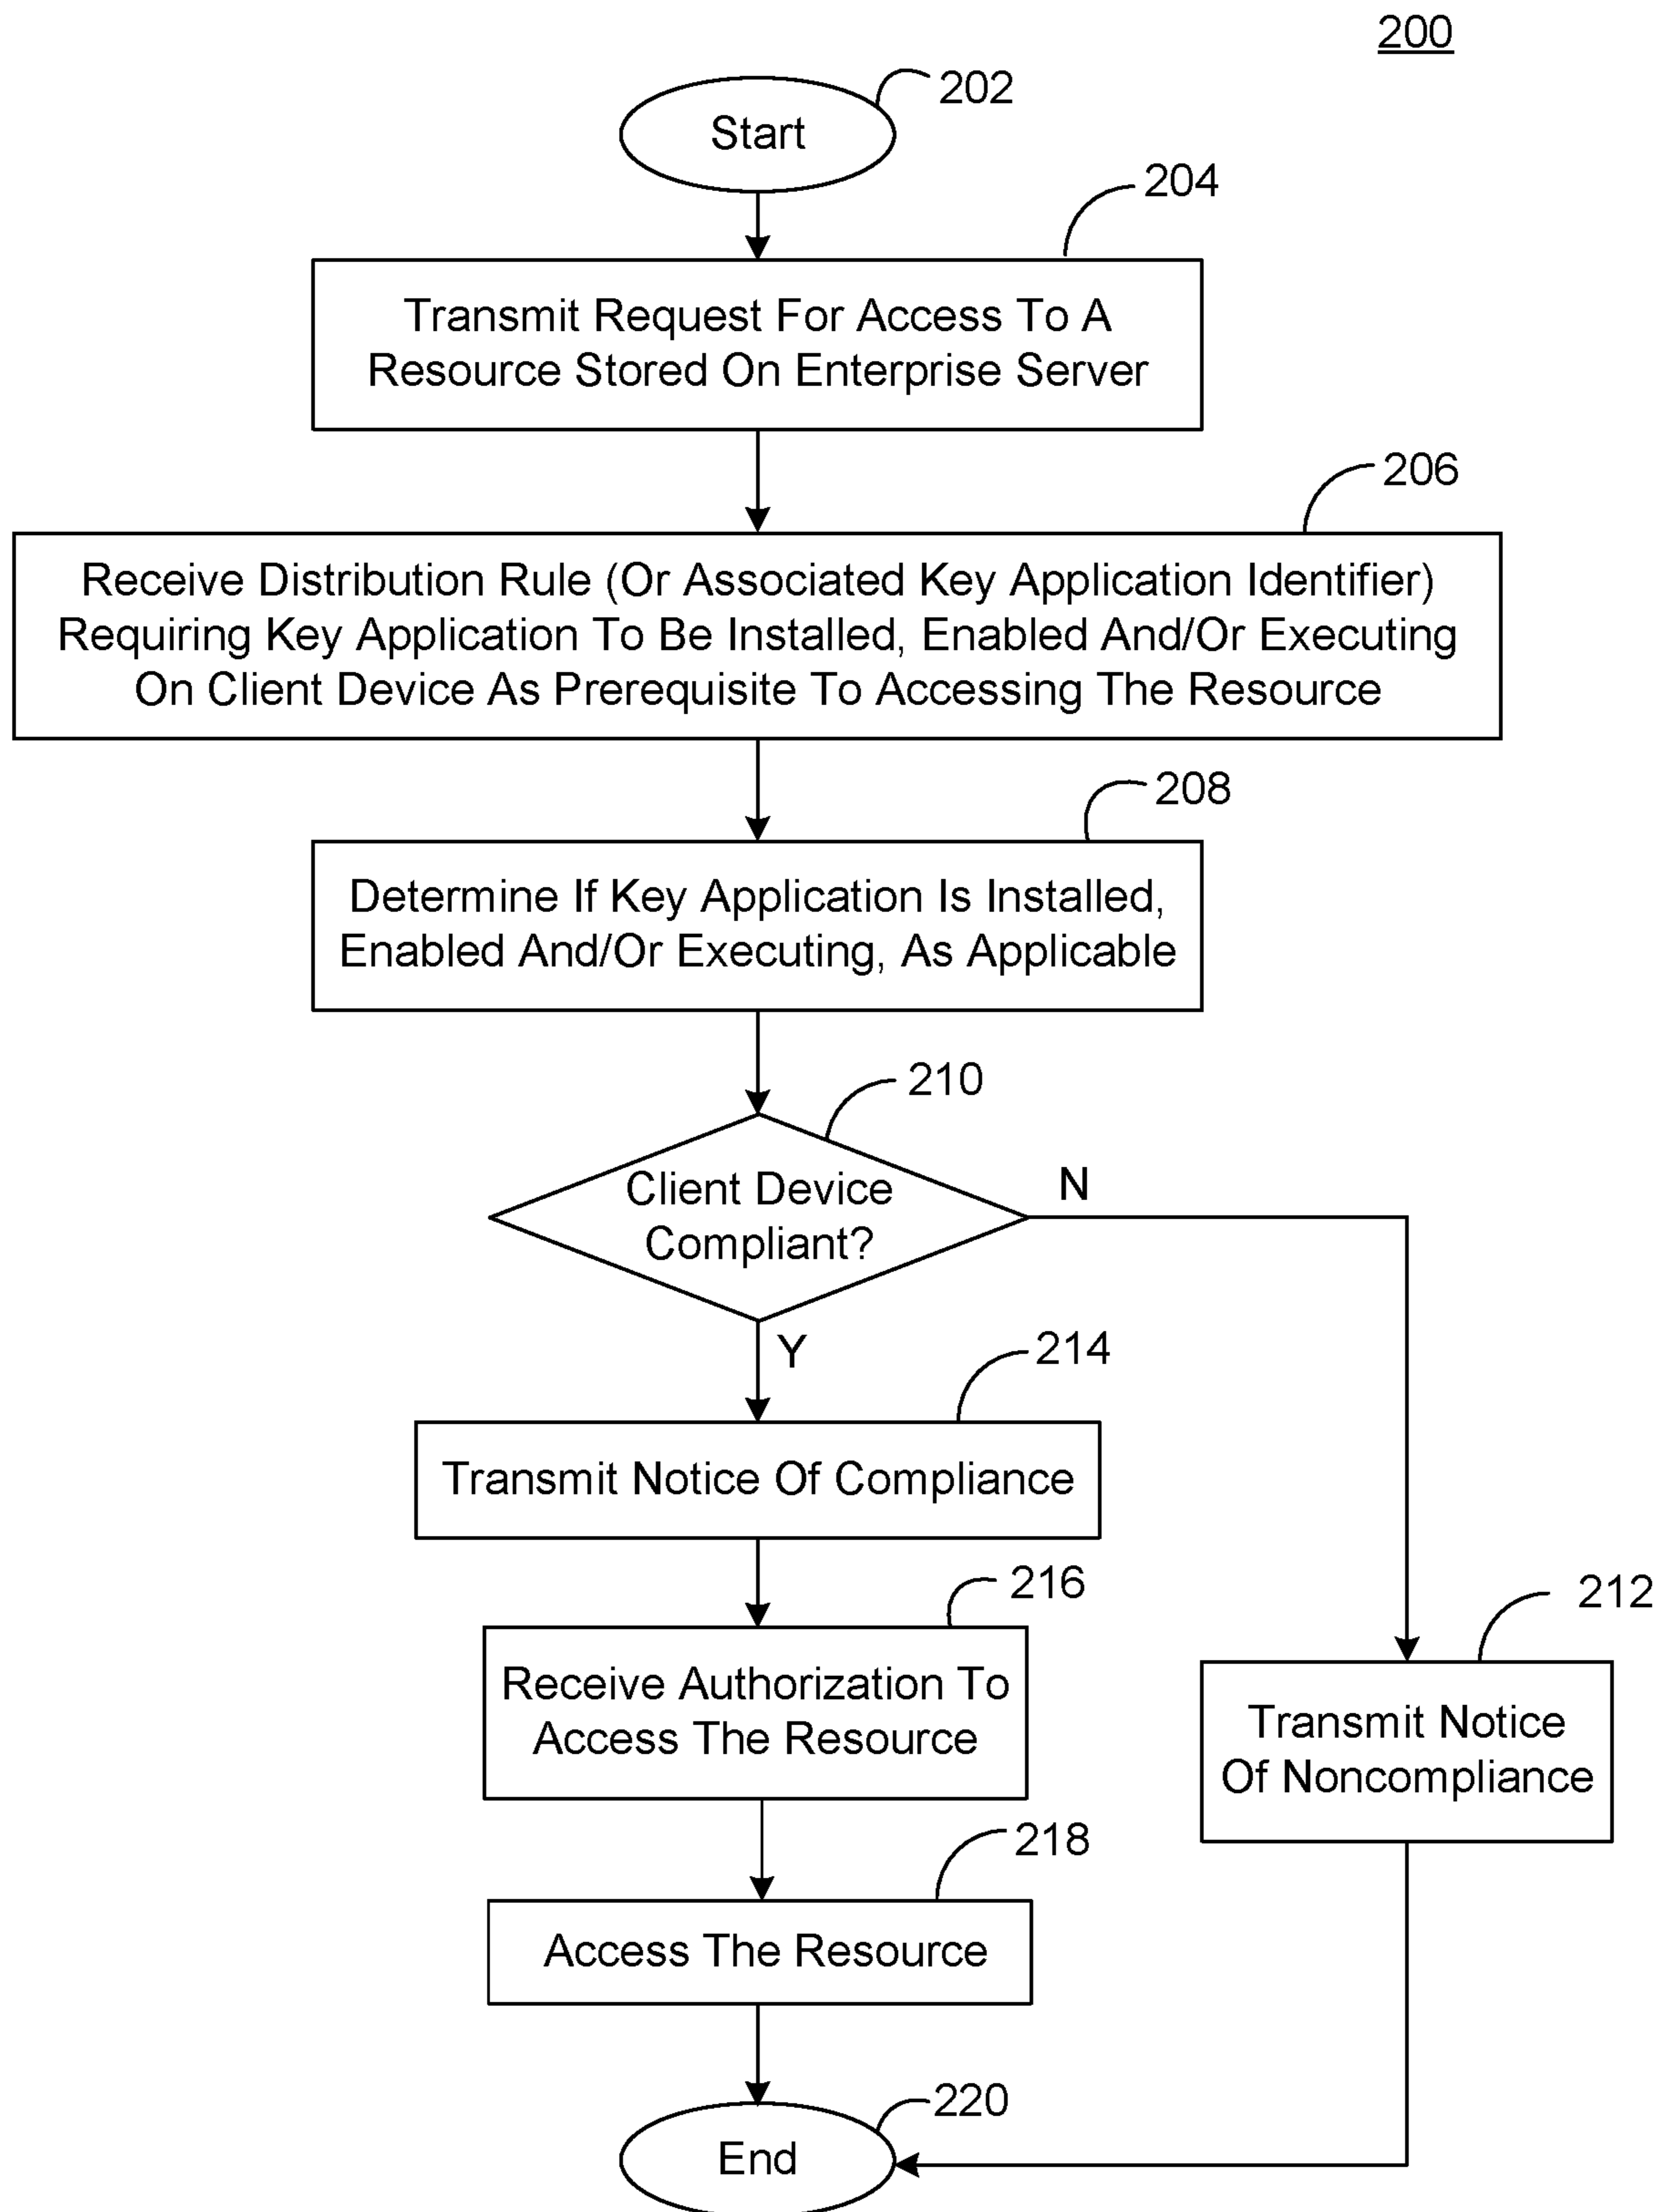 200
202
Start
204
Transmit Request For Access To A
Resource Stored On Enterprise Server
206
Receive Distribution Rule (Or Associated Key Application Identifier)
Requiring Key Application To Be Installed, Enabled And/Or Executing
On Client Device As Prerequisite To Accessing The Resource
208
Determine If Key Application Is Installed,
Enabled And/Or Executing, As Applicable
210
Client Device
Compliant?
N
Y
214
Transmit Notice Of Compliance
216
Receive Authorization To
Access The Resource
212
Transmit Notice
Of Noncompliance
218
Access The Resource
220
End